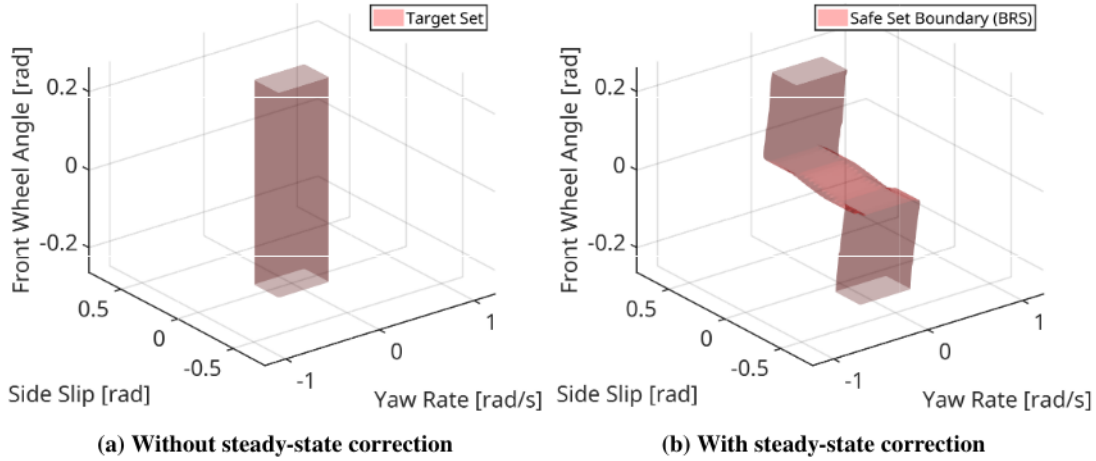 Target Set
Front Wheel Angle [rad]
0.2
0
-0.2
0.5
0
-0.5
Side Slip [rad]
-1
0
1
Yaw Rate [rad/s]
(a) Without steady-state correction
Safe Set Boundary (BRS)
Front Wheel Angle [rad]
0.2
0
-0.2
0.5
0
-0.5
Side Slip [rad]
-1
0
1
Yaw Rate [rad/s]
(b) With steady-state correction